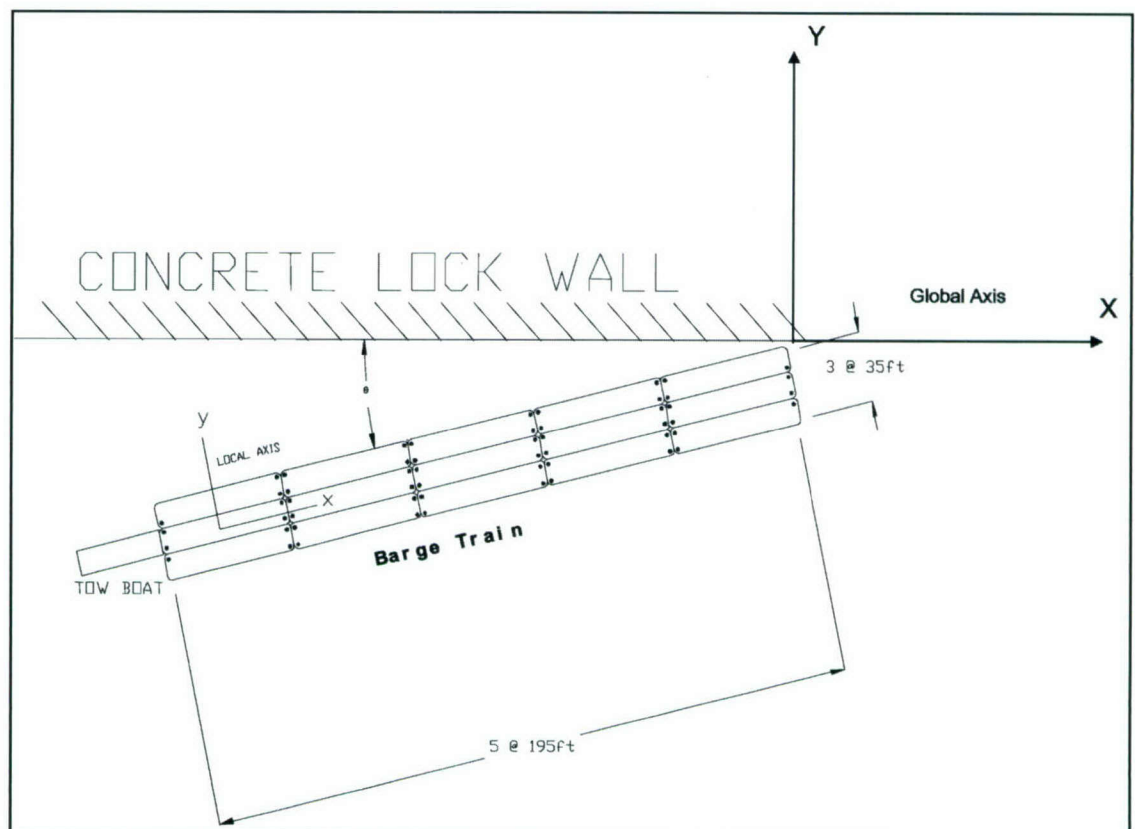 Y
CONCRETE LOCK WALL
Global Axis
X
3 @ 35ft
θ
y
LOCAL AXIS
x
Barge Train
TOW BOAT
5 @ 195ft